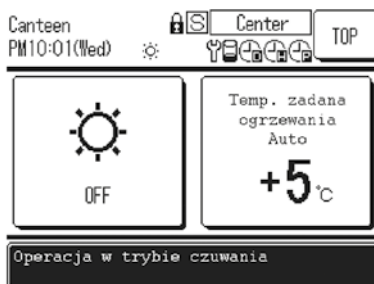 Canteen
S Center
TOP
PM10:01(Wed)
Temp. zadana
ogrzewania
Auto
+5°C
OFF
Operacja w trybie czuwania